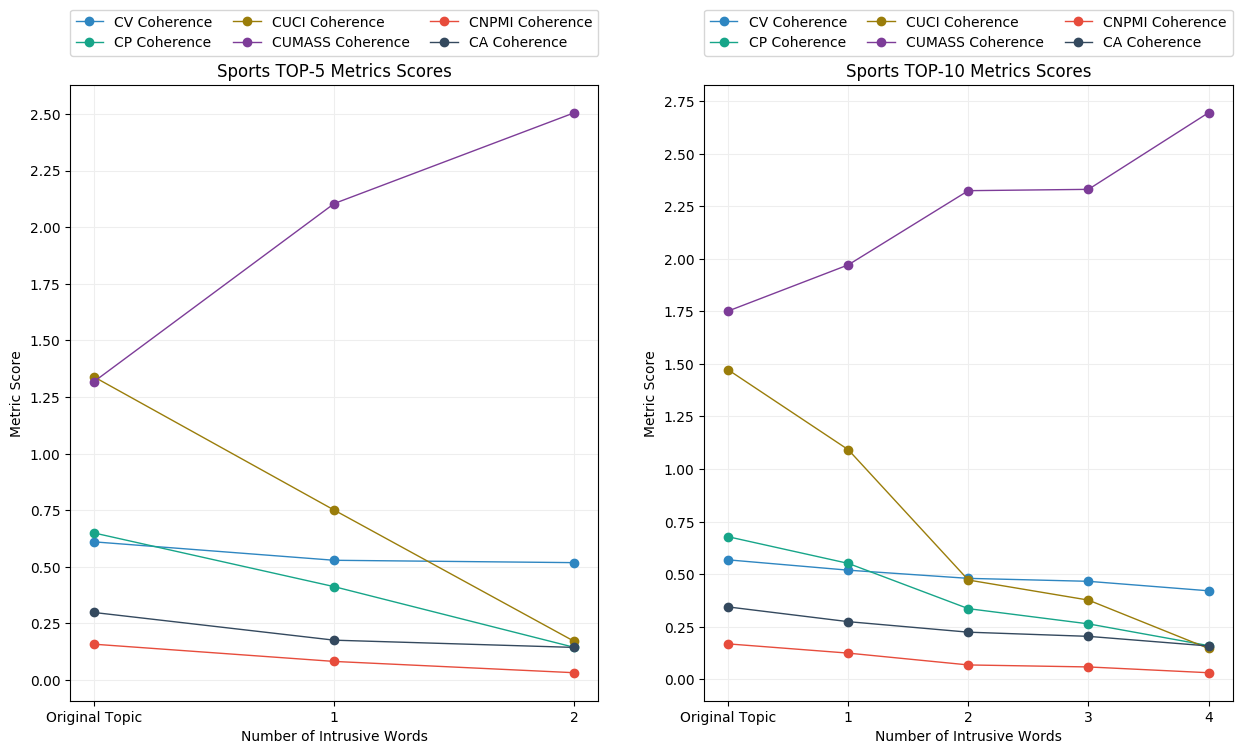 CV Coherence
CUCI Coherence
CNPMI Coherence
CP Coherence
CUMASS Coherence
CA Coherence
Sports TOP-5 Metrics Scores
Metric Score
2.50
2.25
2.00
1.75
1.50
1.25
1.00
0.75
0.50
0.25
0.00
Original Topic
1
2
Number of Intrusive Words
CV Coherence
CUCI Coherence
CNPMI Coherence
CP Coherence
CUMASS Coherence
CA Coherence
Sports TOP-10 Metrics Scores
Metric Score
2.75
2.50
2.25
2.00
1.75
1.50
1.25
1.00
0.75
0.50
0.25
0.00
Original Topic
1
2
3
4
Number of Intrusive Words